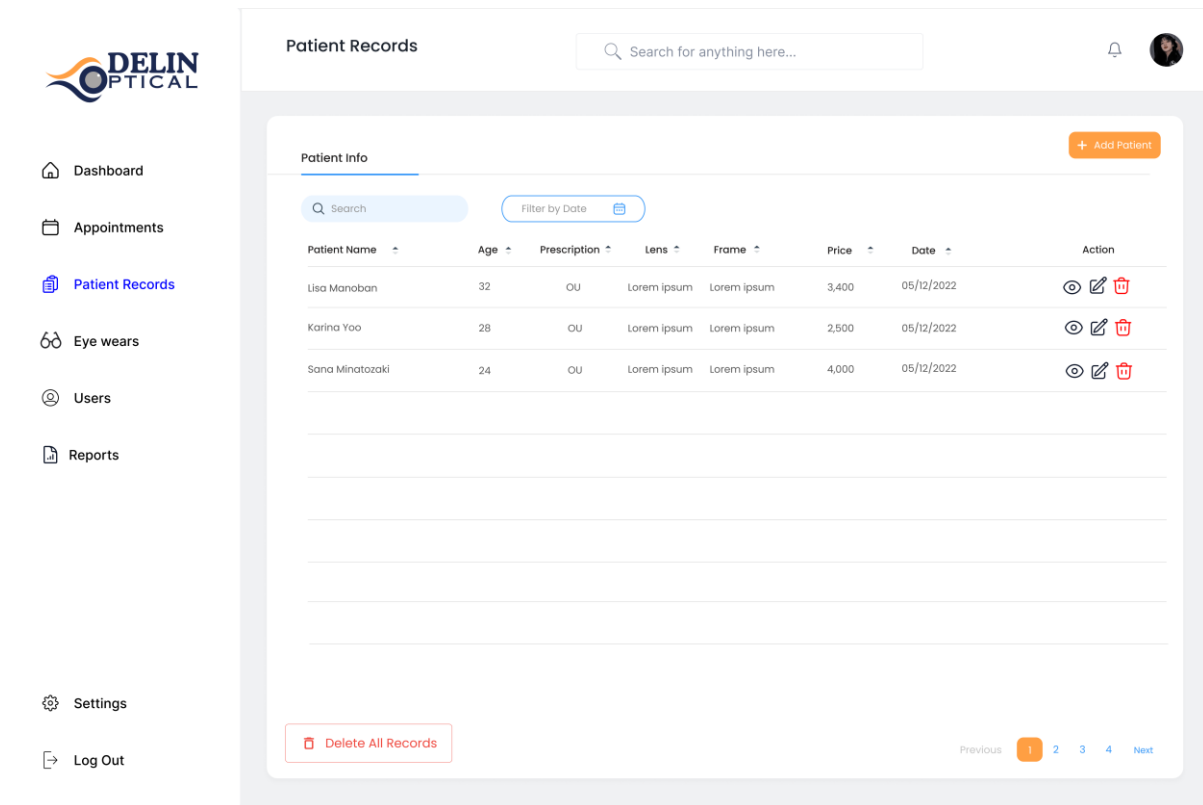 DELIN
OPTICAL
Patient Records
Search for anything here...
Dashboard
Appointments
Patient Records
Eye wears
Users
Reports
Settings
Log Out
Patient Info
+ Add Patient
Search
Filter by Date
Patient Name Age Prescription Lens Frame Price Date Action
Lisa Manoban 32 OU Lorem ipsum Lorem ipsum 3,400 05/12/2022
Karina Yoo 28 OU Lorem ipsum Lorem ipsum 2,500 05/12/2022
Sana Minatozaki 24 OU Lorem ipsum Lorem ipsum 4,000 05/12/2022
Delete All Records
Previous 1 2 3 4 Next